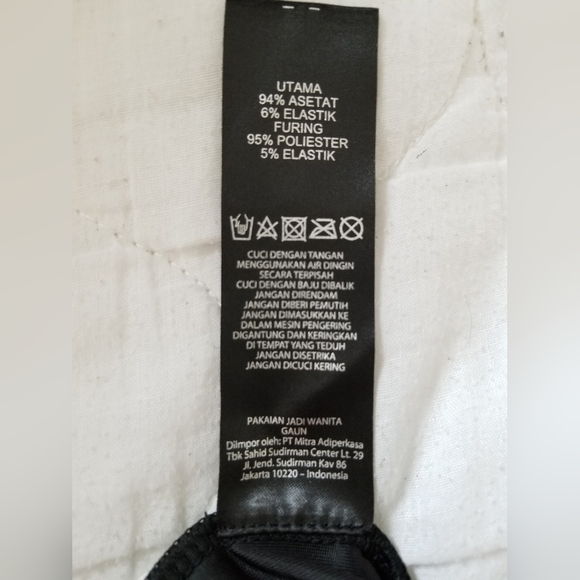 UTAMA
94% ASETAT
6% ELASTIK
FURING
95% POLIESTER
5% ELASTIK
CUCI DENGAN TANGAN
MENGGUNAKAN AIR DINGIN
SECARA TERPISAH
CUCI DENGAN BAJU DIBALIK
JANGAN DIRENDAM
JANGAN DIBERI PEMUTIH
JANGAN DIMASUKKAN KE
DALAM MESIN PENGERING
DIGANTUNG DAN KERINGKAN
DI TEMPAT YANG TEDUH
JANGAN DISETRIKA
JANGAN DICUCI KERING
PAKAIAN JADI WANITA
GAUN
Diimpor oleh: PT Mitra Adiperkasa
Tbk Sahid Sudirman Center Lt. 29
Jl. Jend. Sudirman Kav 86
Jakarta 10220 – Indonesia